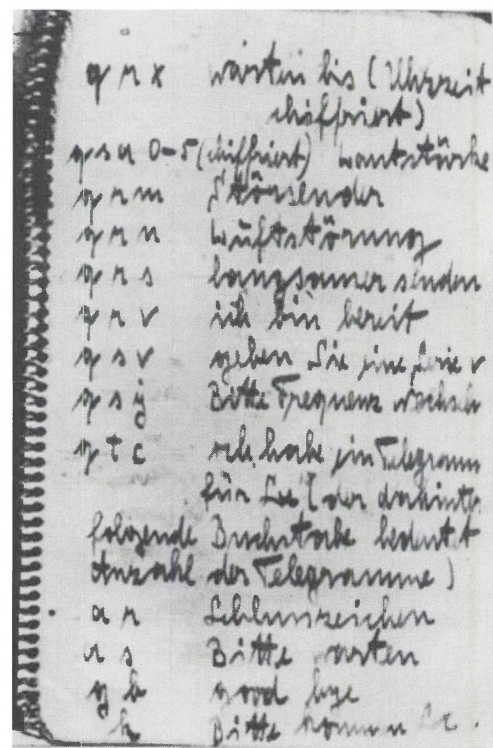 q r x warten bis (Uhrzeit
chiffriert)
q s a 0-5 (chiffriert) Lautstärke
q r m Störsender
q r n Luftstörung
q r s langsamer senden
q r v ich bin bereit
q s v geben Sie eine Serie v
q s y Bitte Frequenz wechseln
q t c ich habe ein Telegramm
für Sie (der dahinter
folgende Buchstabe bedeutet
Anzahl der Telegramme)
a r Schlusszeichen
a s Bitte warten
g b good bye
k Bitte kommen